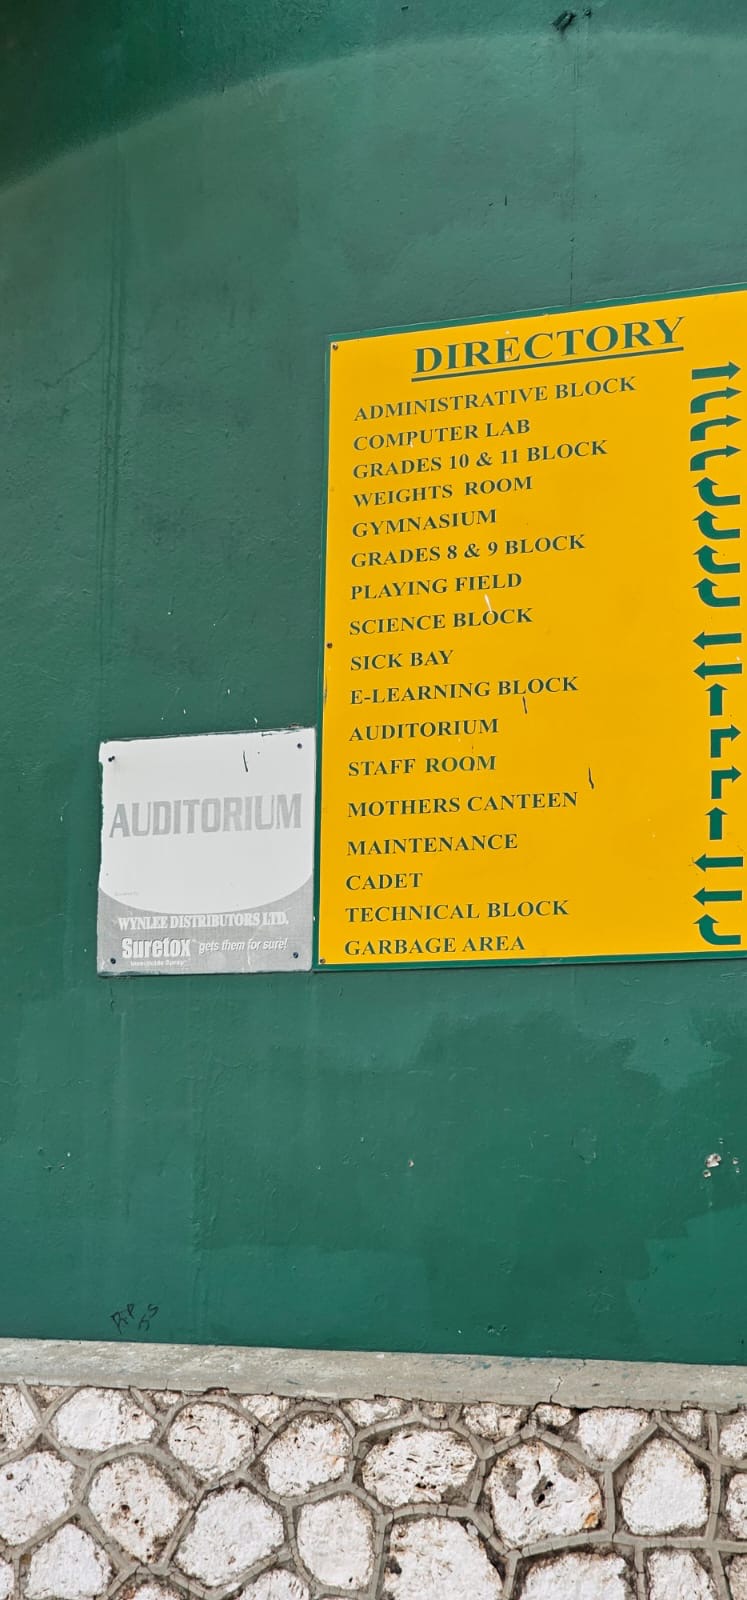 DIRECTORY
ADMINISTRATIVE BLOCK
COMPUTER LAB
GRADES 10 & 11 BLOCK
WEIGHTS ROOM
GYMNASIUM
GRADES 8 & 9 BLOCK
PLAYING FIELD
SCIENCE BLOCK
SICK BAY
E-LEARNING BLOCK
AUDITORIUM
STAFF ROOM
MOTHERS CANTEEN
MAINTENANCE
CADET
TECHNICAL BLOCK
GARBAGE AREA
AUDITORIUM
WYNLEE DISTRIBUTORS LTD.
Suretox gets them for sure!
Insecticide Spray